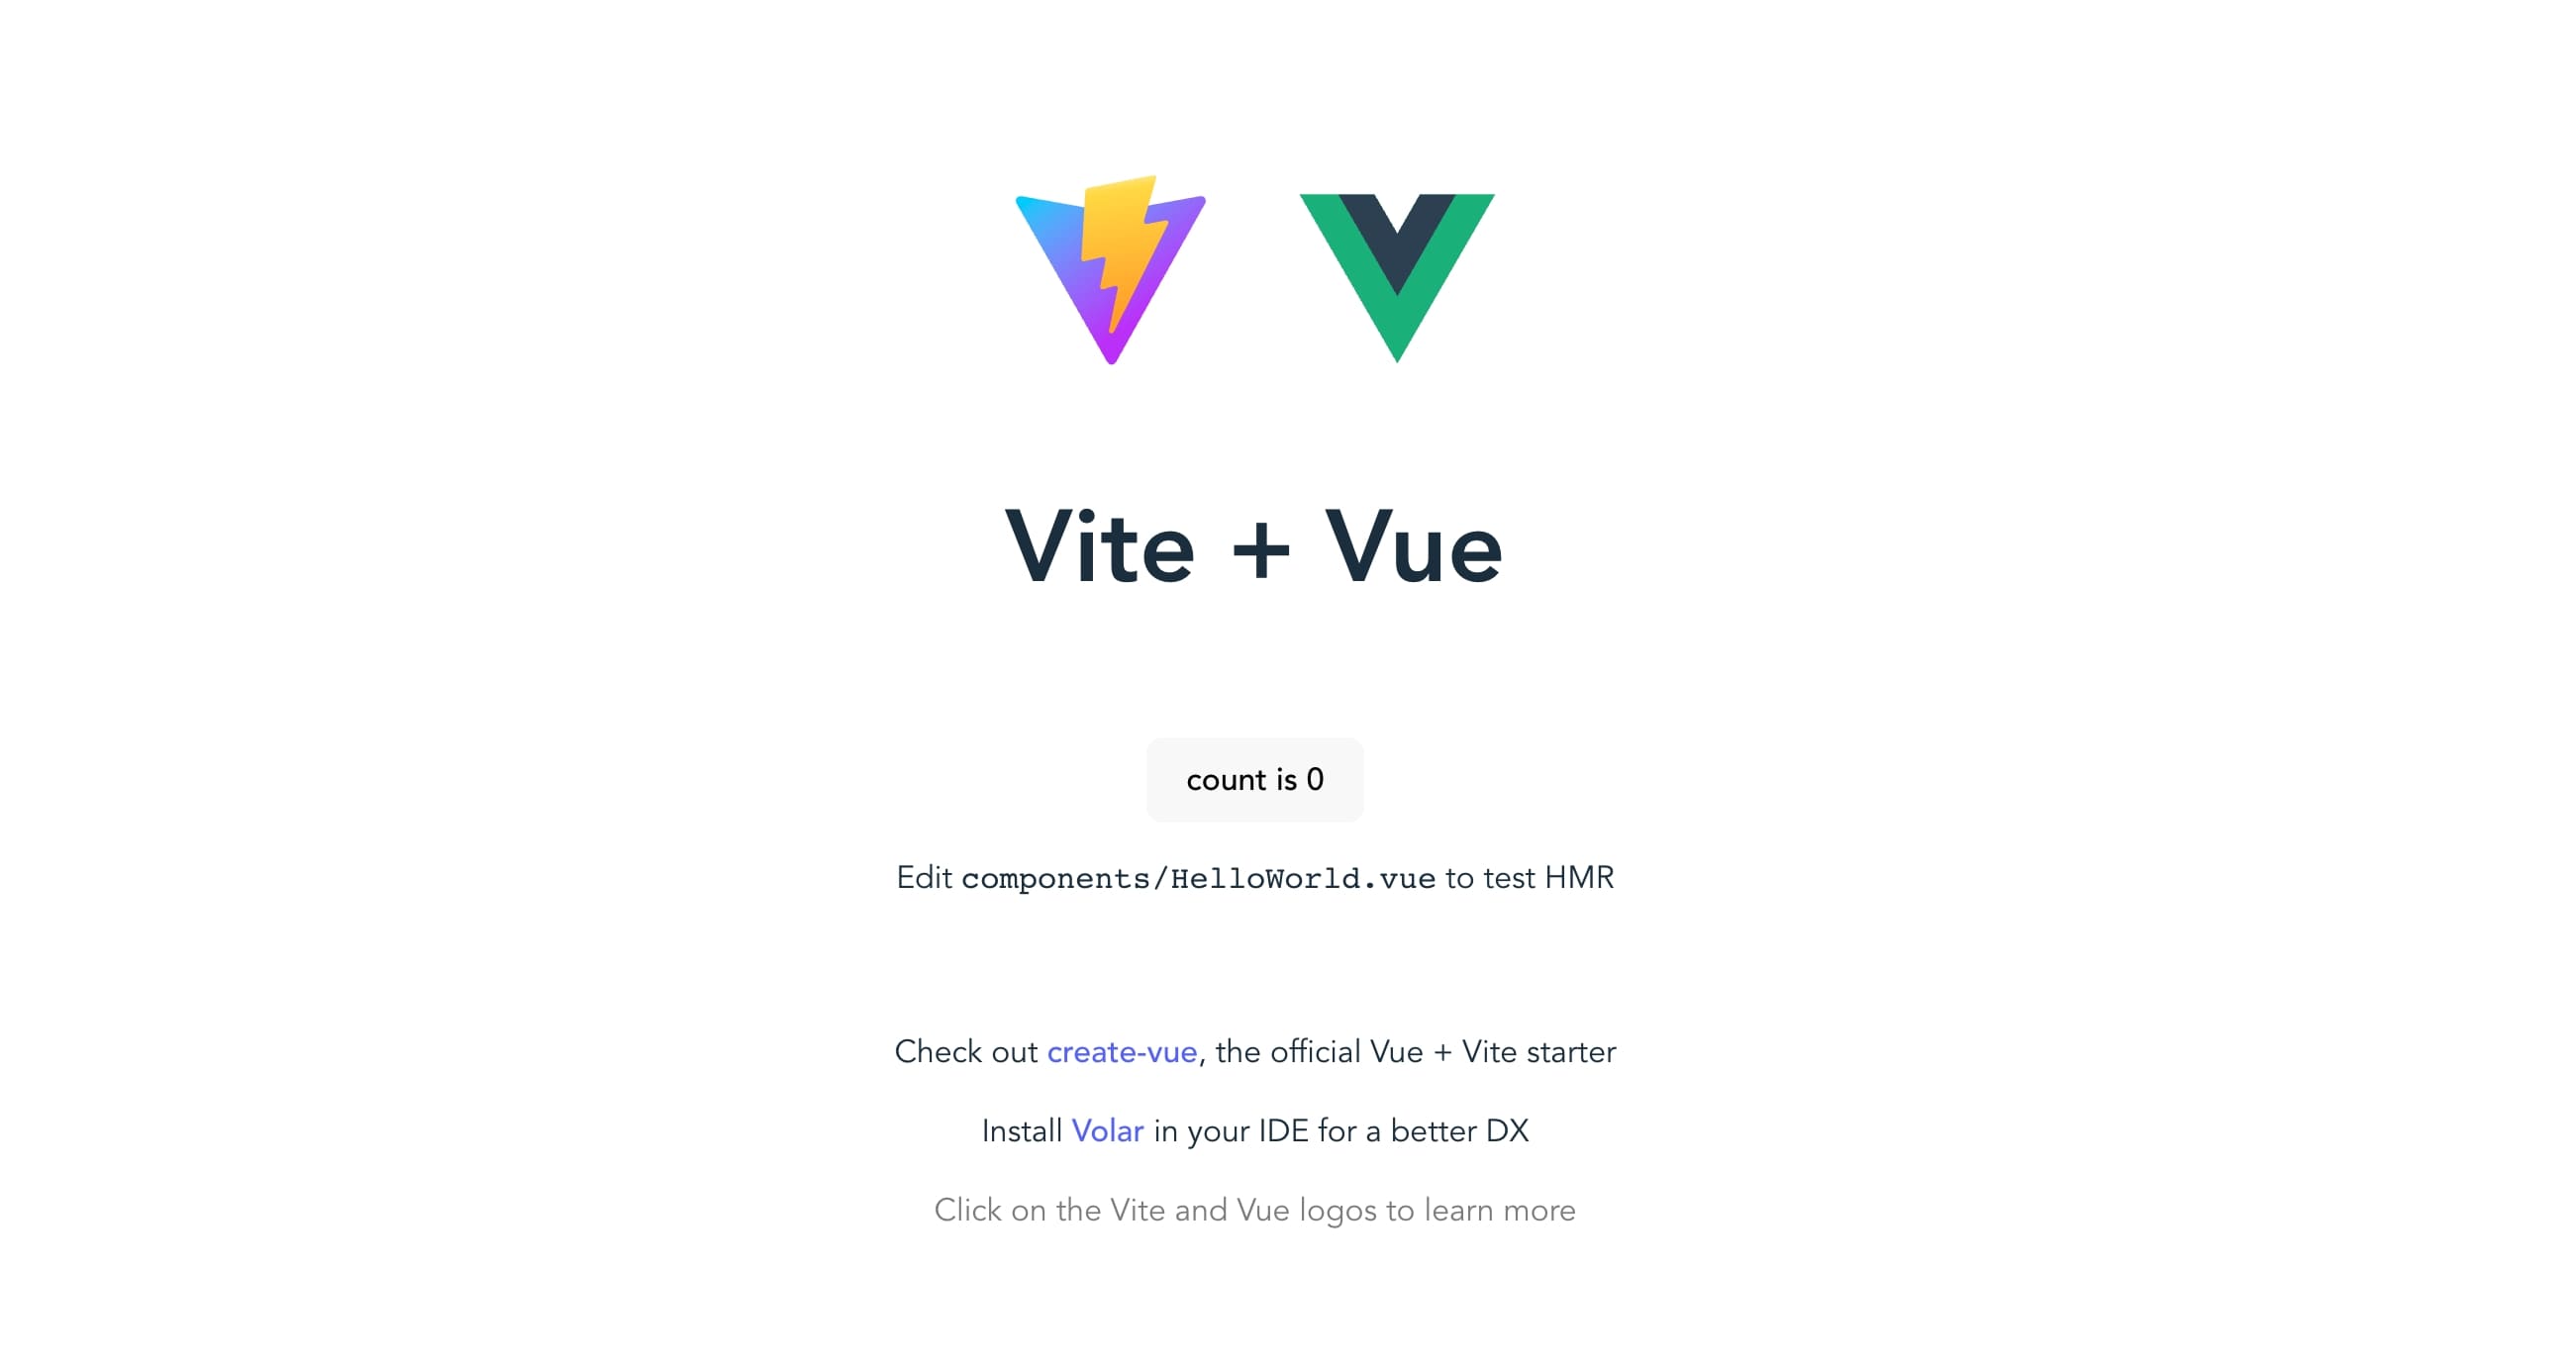 Vite + Vue
count is 0
Edit components/HelloWorld.vue to test HMR
Check out create-vue, the official Vue + Vite starter
Install Volar in your IDE for a better DX
Click on the Vite and Vue logos to learn more